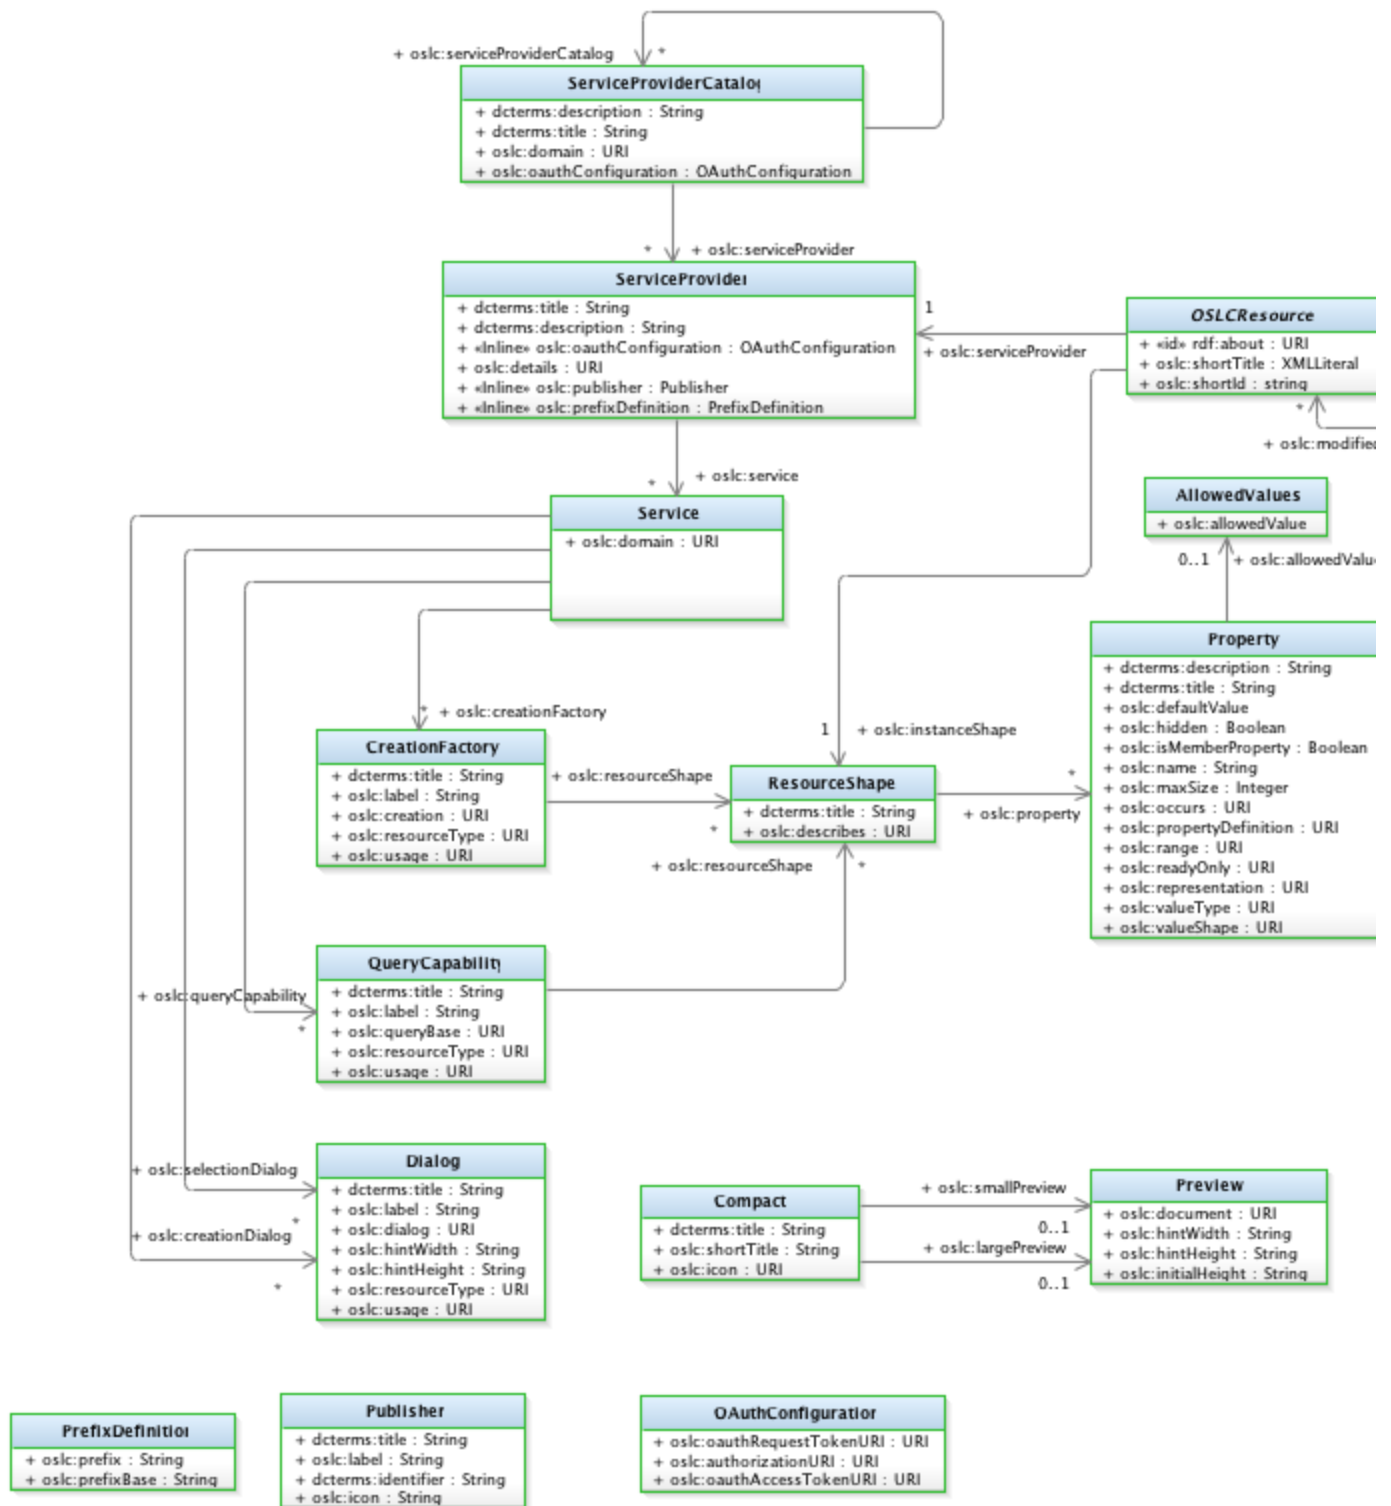 + oslc:serviceProviderCatalog
*
ServiceProviderCatalog
+ dcterms:description : String
+ dcterms:title : String
+ oslc:domain : URI
+ oslc:oauthConfiguration : OAuthConfiguration
* + oslc:serviceProvider
ServiceProvider
+ dcterms:title : String
+ dcterms:description : String
+ «Inline» oslc:oauthConfiguration : OAuthConfiguration
+ oslc:details : URI
+ «Inline» oslc:publisher : Publisher
+ «Inline» oslc:prefixDefinition : PrefixDefinition
1
+ oslc:serviceProvider
OSLCResource
+ «id» rdf:about : URI
+ oslc:shortTitle : XMLLiteral
+ oslc:shortId : string
*
+ oslc:modified
* + oslc:service
Service
+ oslc:domain : URI
AllowedValues
+ oslc:allowedValue
0..1 + oslc:allowedValu
Property
+ dcterms:description : String
+ dcterms:title : String
+ oslc:defaultValue
+ oslc:hidden : Boolean
+ oslc:isMemberProperty : Boolean
+ oslc:name : String
+ oslc:maxSize : Integer
+ oslc:occurs : URI
+ oslc:propertyDefinition : URI
+ oslc:range : URI
+ oslc:readyOnly : URI
+ oslc:representation : URI
+ oslc:valueType : URI
+ oslc:valueShape : URI
* + oslc:creationFactory
CreationFactory
+ dcterms:title : String
+ oslc:label : String
+ oslc:creation : URI
+ oslc:resourceType : URI
+ oslc:usage : URI
+ oslc:resourceShape
*
1 + oslc:instanceShape
ResourceShape
+ dcterms:title : String
+ oslc:describes : URI
*
+ oslc:property
+ oslc:resourceShape
*
+ oslc:queryCapability
*
QueryCapability
+ dcterms:title : String
+ oslc:label : String
+ oslc:queryBase : URI
+ oslc:resourceType : URI
+ oslc:usage : URI
+ oslc:selectionDialog
*
+ oslc:creationDialog
*
Dialog
+ dcterms:title : String
+ oslc:label : String
+ oslc:dialog : URI
+ oslc:hintWidth : String
+ oslc:hintHeight : String
+ oslc:resourceType : URI
+ oslc:usage : URI
Compact
+ dcterms:title : String
+ oslc:shortTitle : String
+ oslc:icon : URI
+ oslc:smallPreview
0..1
+ oslc:largePreview
0..1
Preview
+ oslc:document : URI
+ oslc:hintWidth : String
+ oslc:hintHeight : String
+ oslc:initialHeight : String
PrefixDefinition
+ oslc:prefix : String
+ oslc:prefixBase : String
Publisher
+ dcterms:title : String
+ oslc:label : String
+ dcterms:identifier : String
+ oslc:icon : String
OAuthConfiguration
+ oslc:oauthRequestTokenURI : URI
+ oslc:authorizationURI : URI
+ oslc:oauthAccessTokenURI : URI